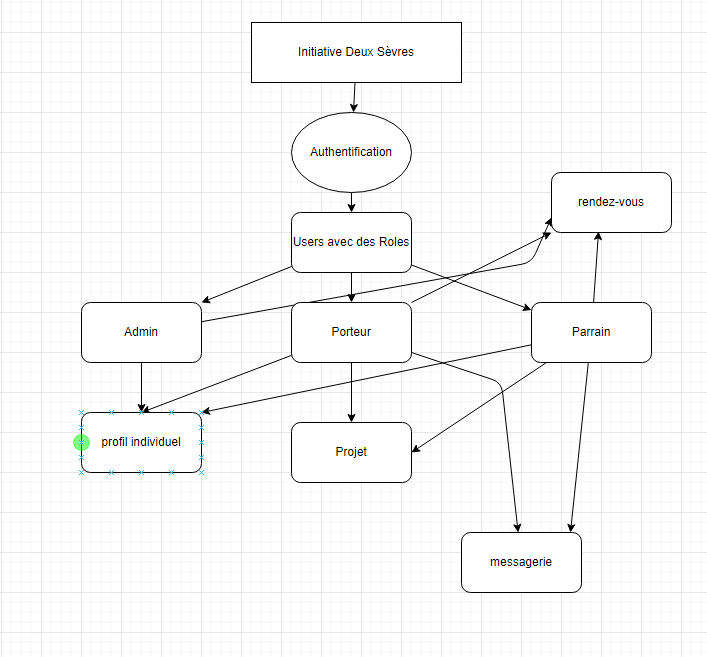 Initiative Deux Sèvres
Authentification
rendez-vous
Users avec des Roles
Admin
Porteur
Parrain
profil individuel
Projet
messagerie